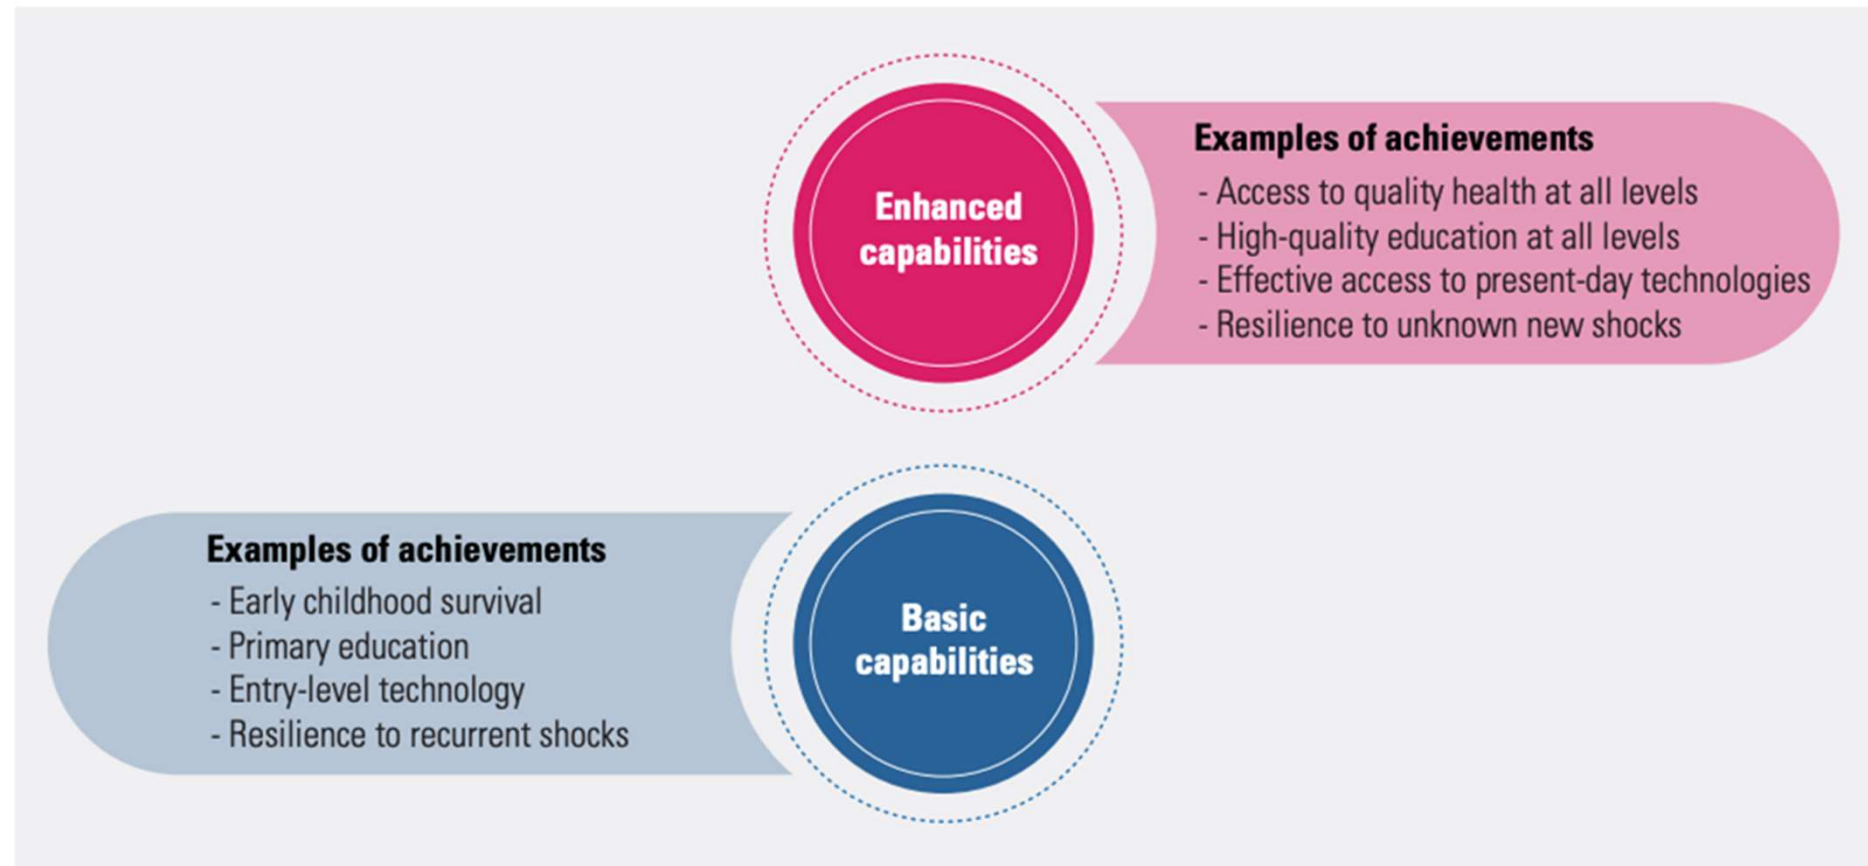 Enhanced
capabilities
Examples of achievements
- Access to quality health at all levels
- High-quality education at all levels
- Effective access to present-day technologies
- Resilience to unknown new shocks
Examples of achievements
- Early childhood survival
- Primary education
- Entry-level technology
- Resilience to recurrent shocks
Basic
capabilities